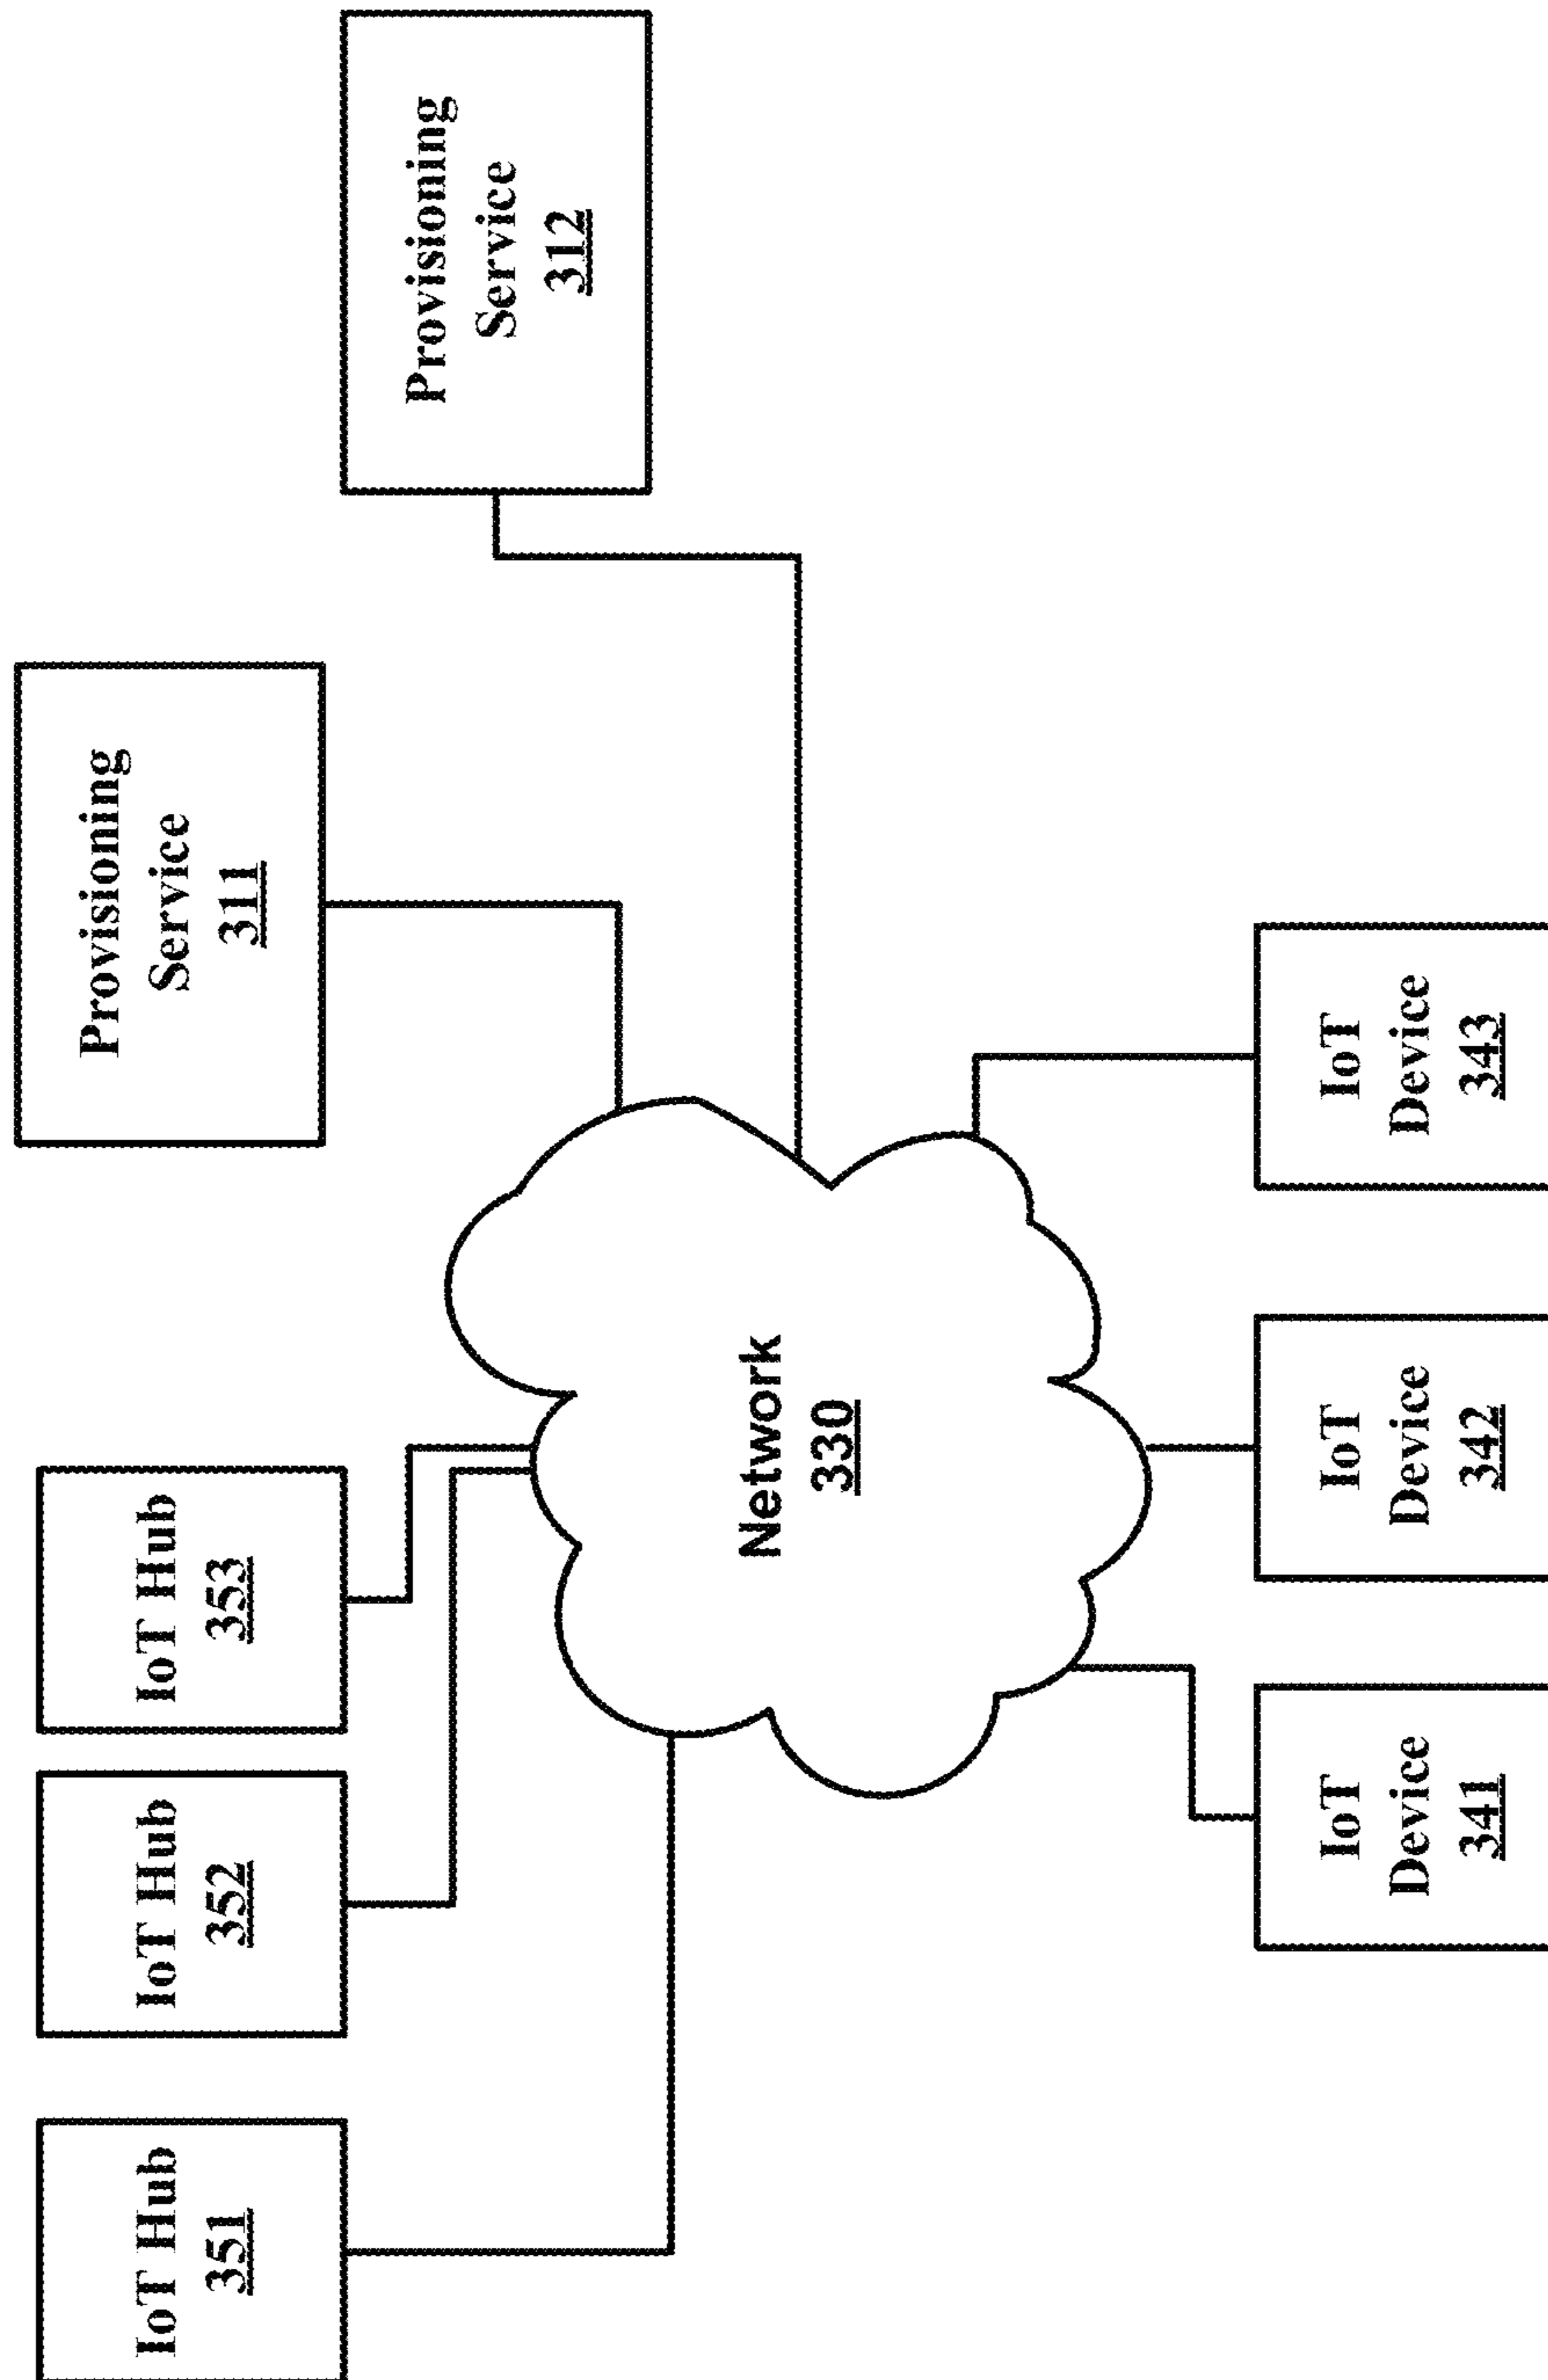 IoT Hub
351
IoT Hub
352
IoT Hub
353
Provisioning
Service
311
Provisioning
Service
312
Network
330
IoT
Device
341
IoT
Device
342
IoT
Device
343